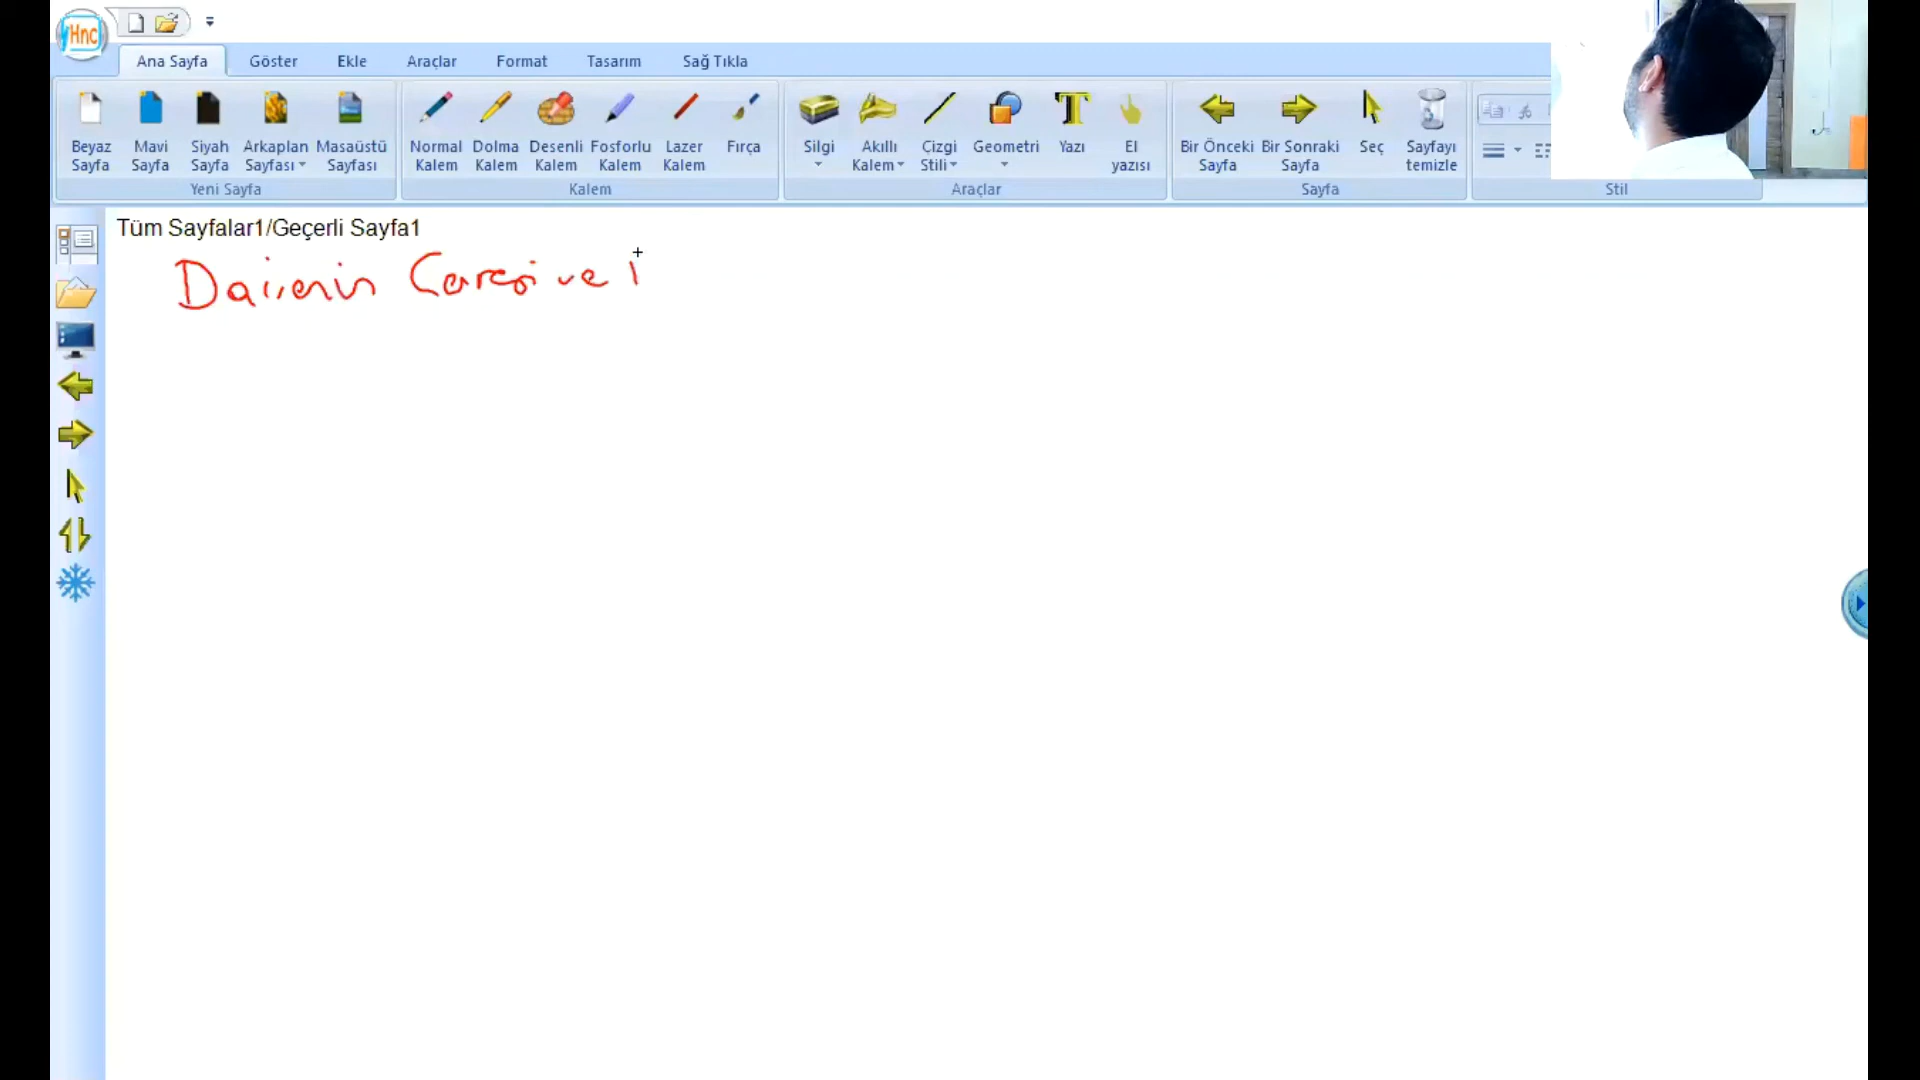 Hnc
Ana Sayfa Göster Ekle Araçlar Format Tasarım Sağ Tıkla
Beyaz Sayfa Mavi Sayfa Siyah Sayfa Arkaplan Sayfası Masaüstü Sayfası
Yeni Sayfa
Normal Kalem Dolma Kalem Desenli Kalem Fosforlu Kalem Lazer Kalem Fırça
Kalem
Silgi Akıllı Kalem Çizgi Stili Geometri Yazı El yazısı
Araçlar
Bir Önceki Sayfa Bir Sonraki Sayfa Seç Sayfayı temizle
Sayfa
Stil
Tüm Sayfalar1/Geçerli Sayfa1
Dairenin Çevresi ve